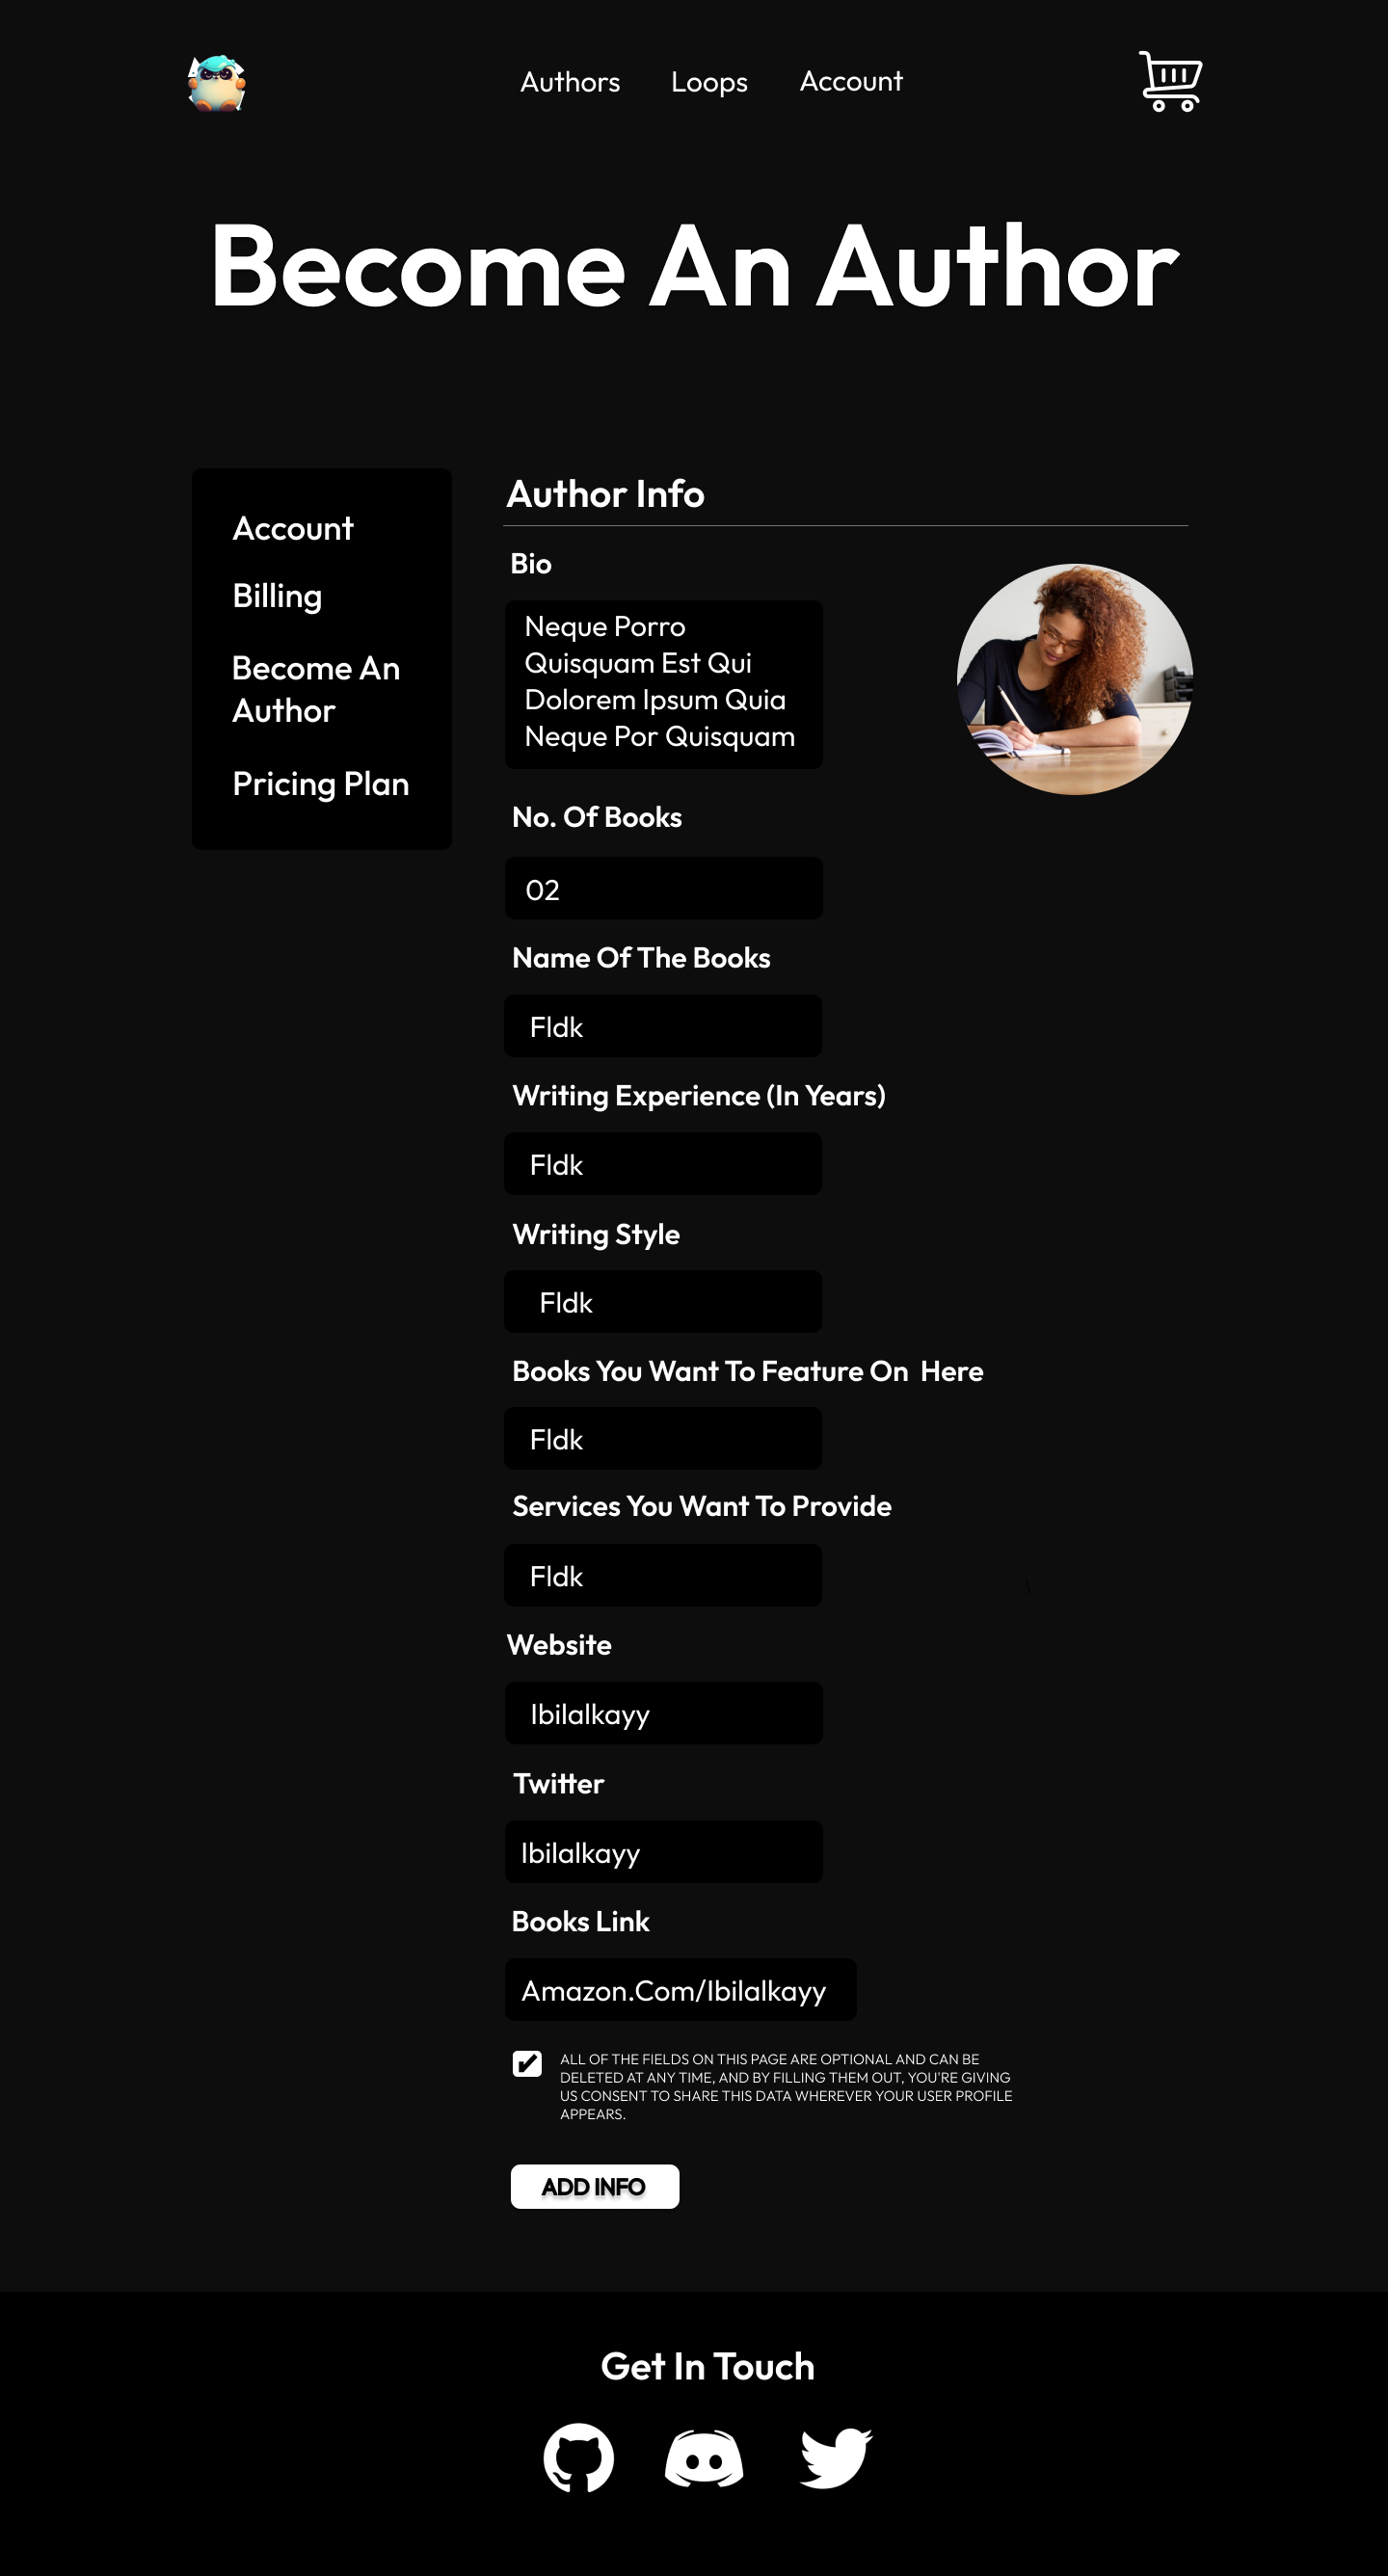 Authors Loops Account
Become An Author
Account
Billing
Become An
Author
Pricing Plan
Author Info
Bio
Neque Porro
Quisquam Est Qui
Dolorem Ipsum Quia
Neque Por Quisquam
No. Of Books
02
Name Of The Books
Fldk
Writing Experience (In Years)
Fldk
Writing Style
Fldk
Books You Want To Feature On  Here
Fldk
Services You Want To Provide
Fldk
Website
Ibilalkayy
Twitter
Ibilalkayy
Books Link
Amazon.Com/Ibilalkayy
ALL OF THE FIELDS ON THIS PAGE ARE OPTIONAL AND CAN BE
DELETED AT ANY TIME, AND BY FILLING THEM OUT, YOU'RE GIVING
US CONSENT TO SHARE THIS DATA WHEREVER YOUR USER PROFILE
APPEARS.
ADD INFO
Get In Touch